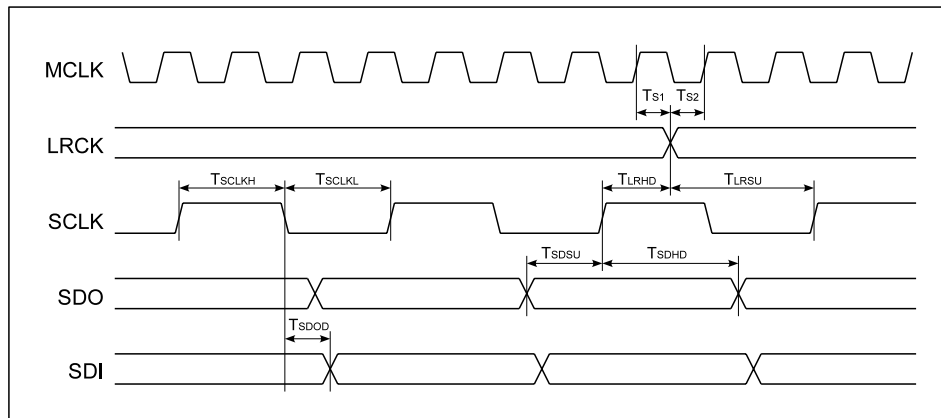 MCLK
TS1 TS2
LRCK
TSCLKH TSCLKL TLRHD TLRSU
SCLK
TSDSU TSDHD
SDO
TSDOD
SDI